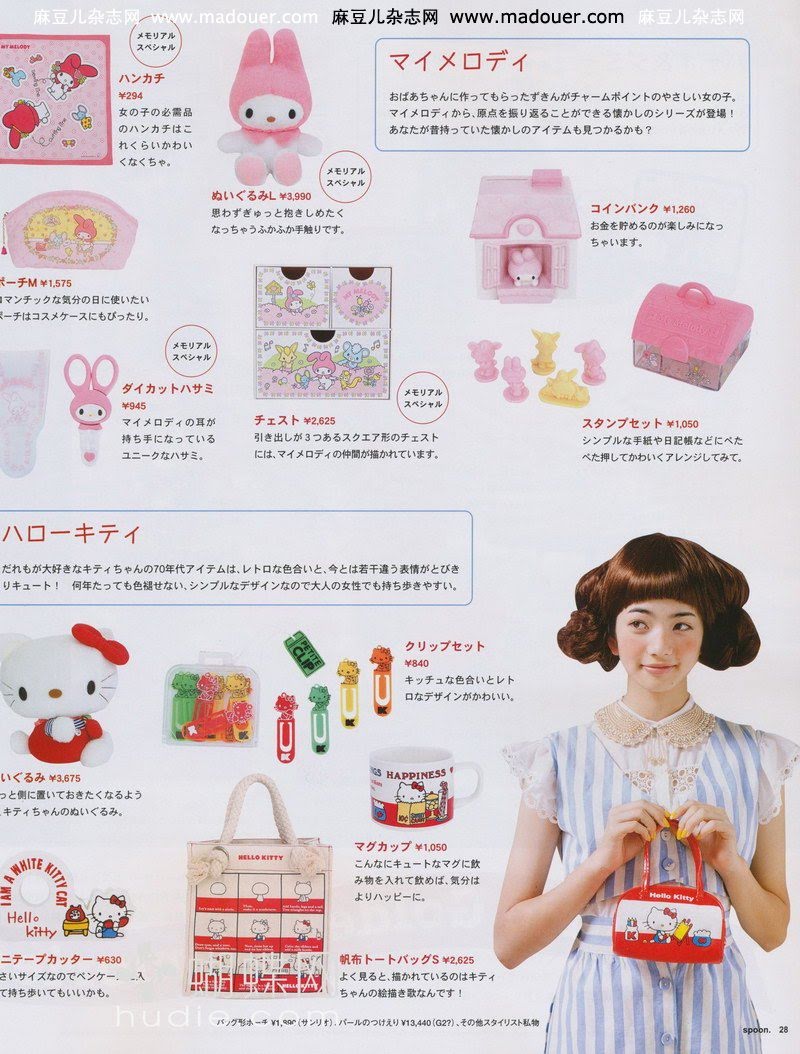 麻豆儿杂志网 www.madouer.com 麻豆儿杂志网 www.madouer.com 麻豆儿杂志网
MY MELODY
メモリアル
スペシャル
ハンカチ
¥294
女の子の必需品
のハンカチはこ
れくらいかわい
くなくちゃ。
ぬいぐるみL ¥3,990
思わずぎゅっと抱きしめたく
なっちゃうふかふか手触りです。
メモリアル
スペシャル
マイメロディ
おばあちゃんに作ってもらったずきんがチャームポイントのやさしい女の子。
マイメロディから、原点を振り返ることができる懐かしのシリーズが登場!
あなたが昔持っていた懐かしのアイテムも見つかるかも?
コインバンク ¥1,260
お金を貯めるのが楽しみになっ
ちゃいます。
ポーチM ¥1,575
ロマンチックな気分の日に使いたい
ポーチはコスメケースにもぴったり。
メモリアル
スペシャル
ダイカットハサミ
¥945
マイメロディの耳が
持ち手になっている
ユニークなハサミ。
MY MELODY
メモリアル
スペシャル
チェスト ¥2,625
引き出しが3つあるスクエア形のチェスト
には、マイメロディの仲間が描かれています。
スタンプセット ¥1,050
シンプルな手紙や日記帳などにぺた
ぺた押してかわいくアレンジしてみて。
ハローキティ
だれもが大好きなキティちゃんの70年代アイテムは、レトロな色合いと、今とは若干違う表情がとびき
りキュート! 何年たっても色褪せない、シンプルなデザインなので大人の女性でも持ち歩きやすい。
いぐるみ ¥3,675
っと側に置いておきたくなるよう
キティちゃんのぬいぐるみ。
PETITE
CLIP
クリップセット
¥840
キッチュな色合いとレト
ロなデザインがかわいい。
HAPPINESS
マグカップ ¥1,050
こんなにキュートなマグに飲
み物を入れて飲めば、気分は
よりハッピーに。
I AM A WHITE KITTY CAT
Hello
Kitty
ニテープカッター ¥630
さいサイズなのでペンケー
入
て持ち歩いてもいいかも。
HELLO KITTY
帆布トートバッグS ¥2,625
よく見ると、描かれているのはキティ
ちゃんの絵描き歌なんです!
Hello Kitty
hudie.com
バッグ形ポーチ ¥1,890(サンリオ)、パールのつけえり ¥13,440(G2?)、その他スタイリスト私物
spoon. 28